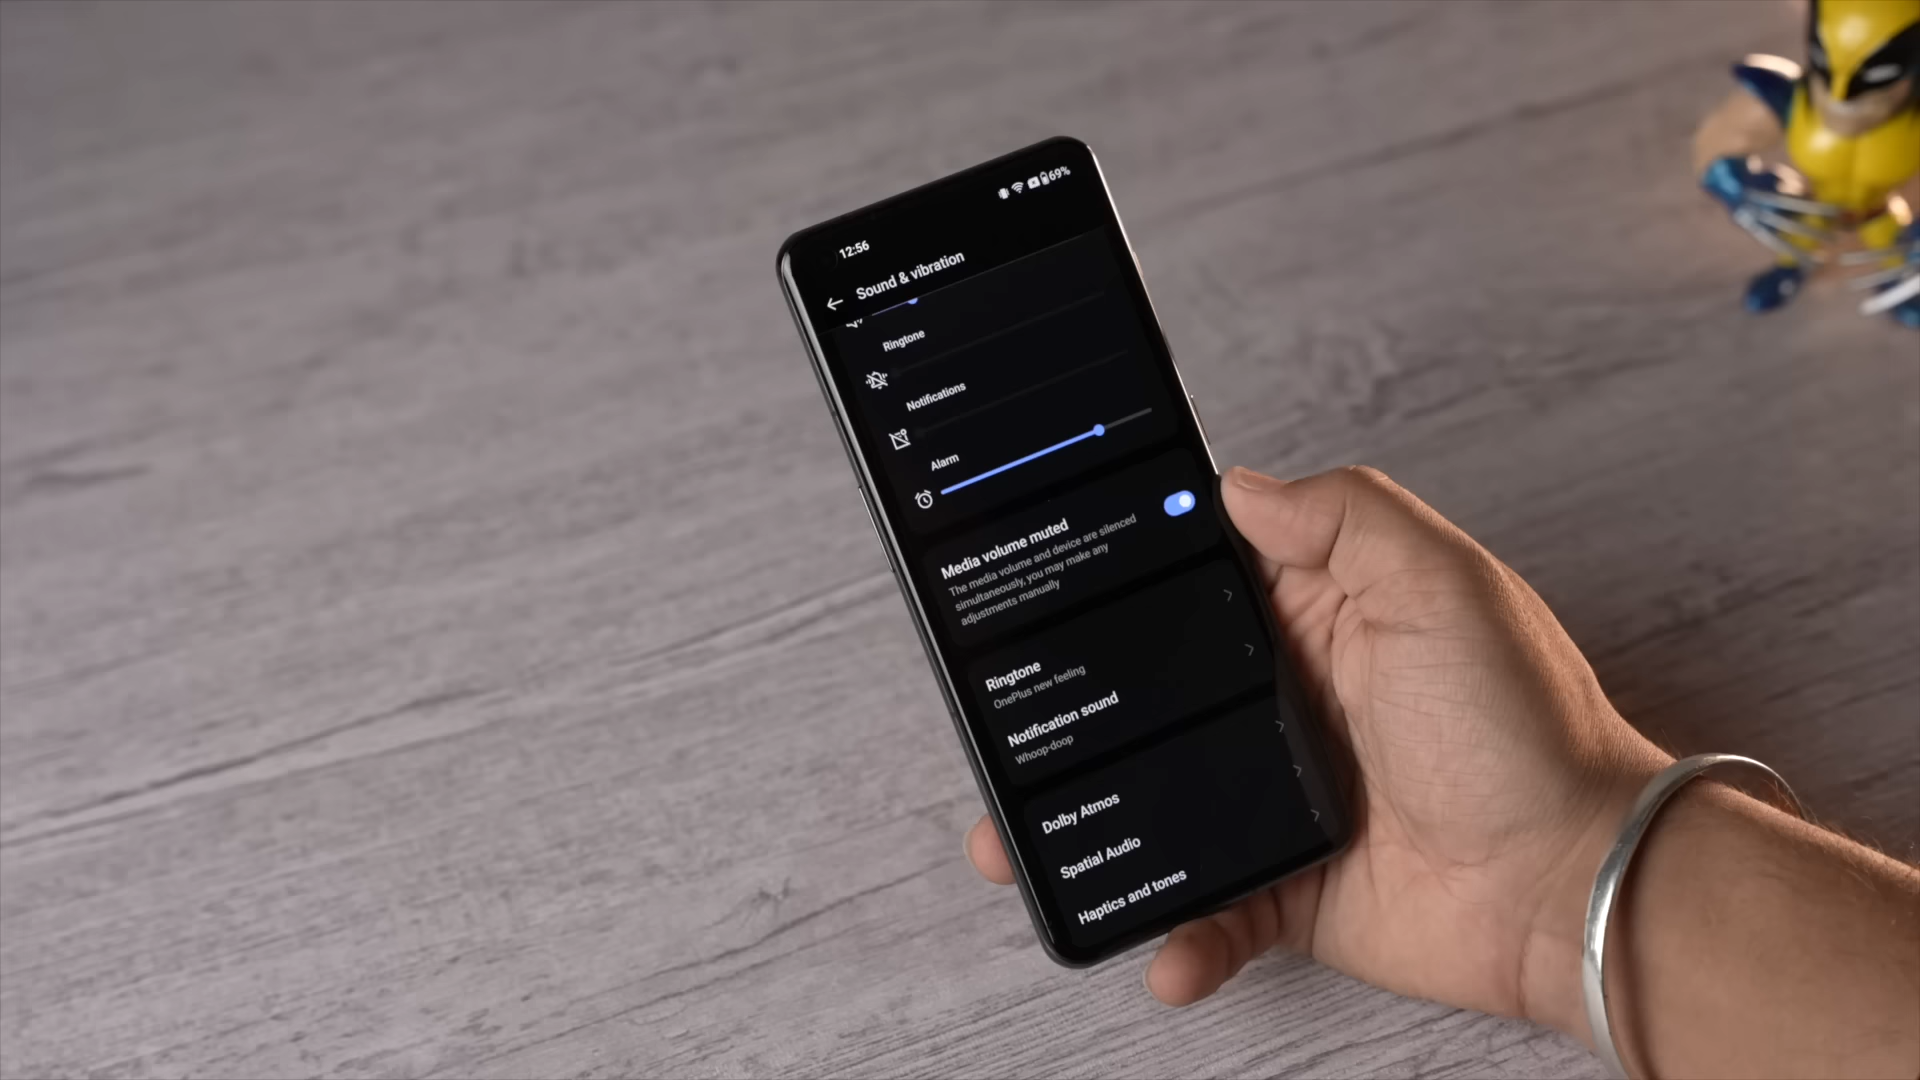 69%
12:56
Sound & vibration
Ringtone
Notifications
Alarm
Media volume muted
The media volume and device are silenced
simultaneously, you may make any
adjustments manually
Ringtone
OnePlus new feeling
Notification sound
Whoop-doop
Dolby Atmos
Spatial Audio
Haptics and tones